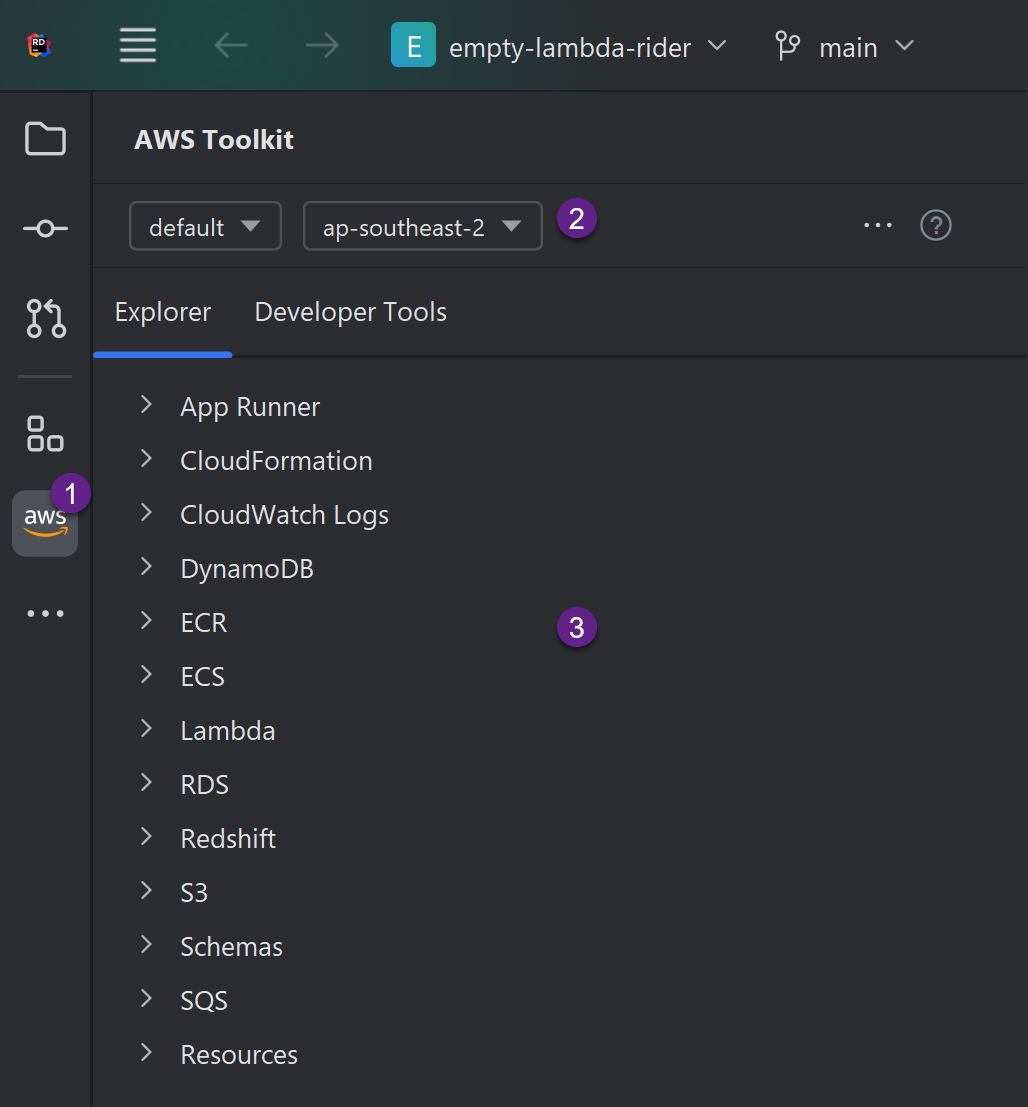 RD E empty-lambda-rider main
AWS Toolkit
default ap-southeast-2 2 ... ?
Explorer Developer Tools
App Runner
CloudFormation
1
aws
CloudWatch Logs
DynamoDB
ECR
3
ECS
Lambda
RDS
Redshift
S3
Schemas
SQS
Resources